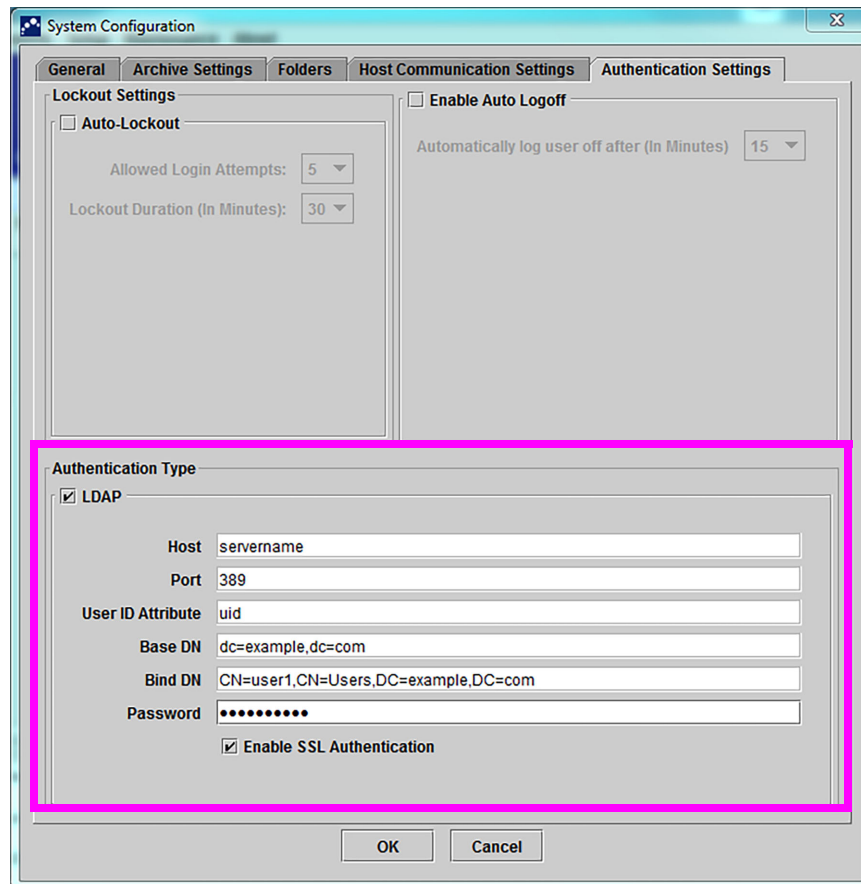 System Configuration
General Archive Settings Folders Host Communication Settings Authentication Settings
Lockout Settings
Auto-Lockout
Allowed Login Attempts: 5
Lockout Duration (In Minutes): 30
Enable Auto Logoff
Automatically log user off after (In Minutes) 15
Authentication Type
LDAP
Host servername
Port 389
User ID Attribute uid
Base DN dc=example,dc=com
Bind DN CN=user1,CN=Users,DC=example,DC=com
Password ●●●●●●●●●●
Enable SSL Authentication
OK Cancel